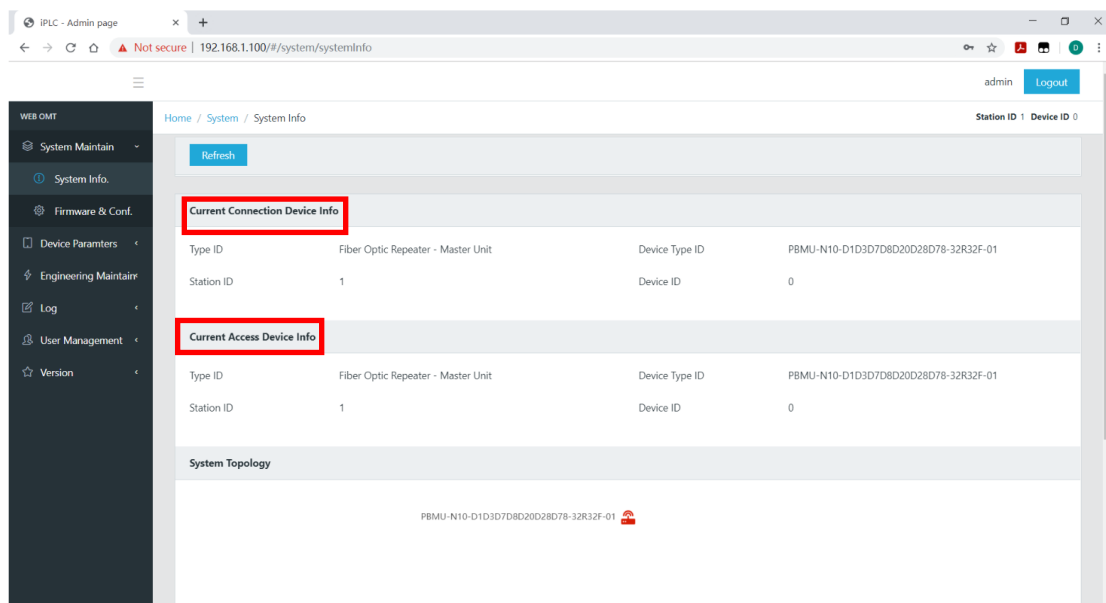 iPLC - Admin page
Not secure | 192.168.1.100/#/system/systemInfo
D
admin Logout
WEB OMT
Home / System / System Info
Station ID 1 Device ID 0
System Maintain
Refresh
System Info.
Firmware & Conf.
Current Connection Device Info
Device Paramters
Type ID Fiber Optic Repeater - Master Unit Device Type ID PBMU-N10-D1D3D7D8D20D28D78-32R32F-01
Engineering Maintain
Station ID 1 Device ID 0
Log
User Management
Current Access Device Info
Version
Type ID Fiber Optic Repeater - Master Unit Device Type ID PBMU-N10-D1D3D7D8D20D28D78-32R32F-01
Station ID 1 Device ID 0
System Topology
PBMU-N10-D1D3D7D8D20D28D78-32R32F-01